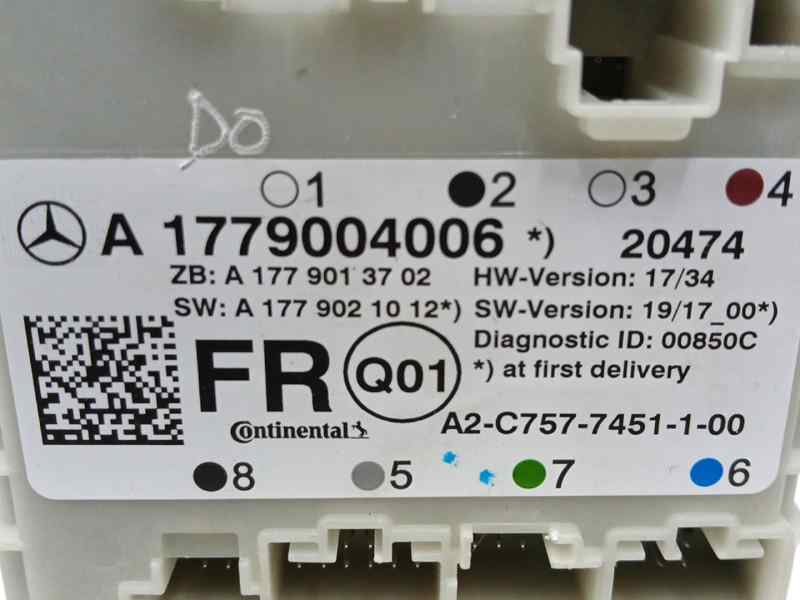 DO
1 2 3 4
A 1779004006 *) 20474
ZB: A 177 901 3 7 02 HW-Version: 17/34
SW: A 177 902 10 12*) SW-Version: 19/17_00*)
Diagnostic ID: 00850C
FR Q01 *) at first delivery
Continental A2-C757-7451-1-00
8 5 7 6